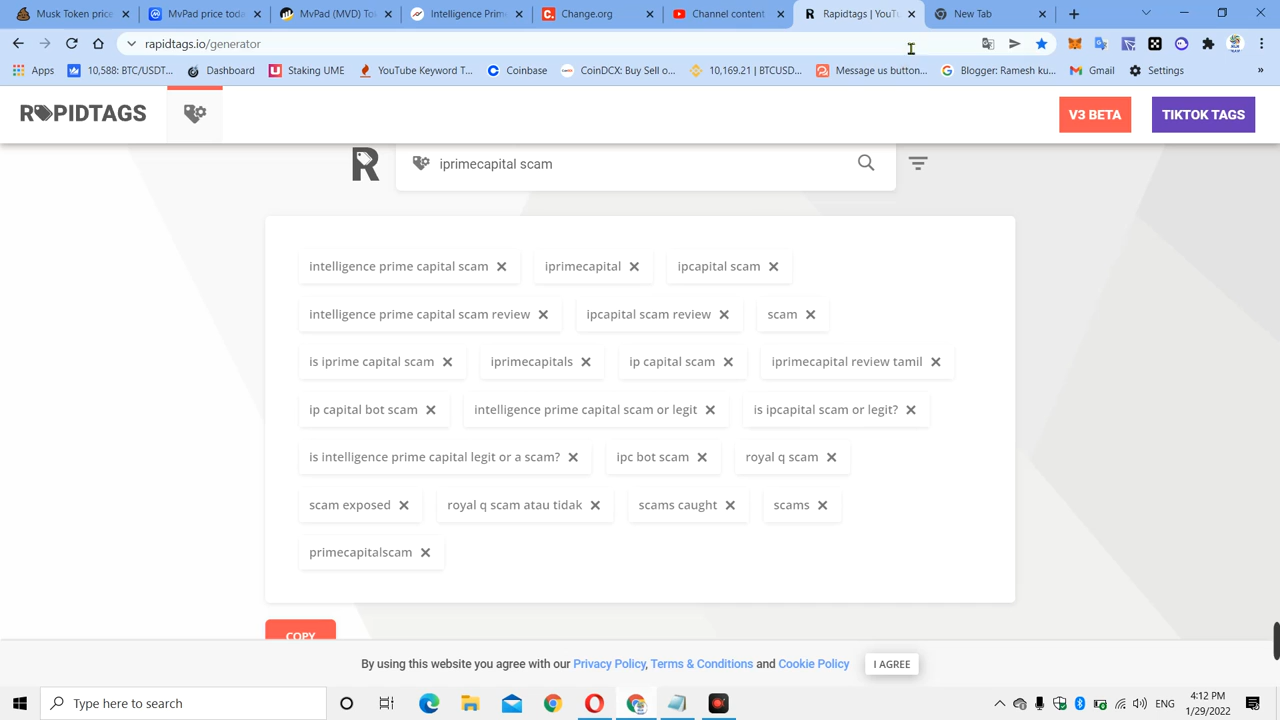 TRON (TRX
Market
MvPad price toda
MVD | To
Intelligence Prime
Change.org
Channel content
Rapidtags | YouTu
New Tab
rapidtags.io/generator
Apps
10,588: BTC/USDT...
Dashboard
Staking UME
YouTube Keyword T...
Coinbase
CoinDCX: Buy Sell o...
10,169.21 | BTCUSD...
Message us button...
Blogger: Ramesh ku...
Gmail
Settings
RAPIDTAGS
V3 BETA
TIKTOK TAGS
R
iprimecapital scam
intelligence prime capital scam
iprimecapital
ipcapital scam
intelligence prime capital scam review
ipcapital scam review
scam
is iprime capital scam
iprimecapitals
ip capital scam
iprimecapital review tamil
ip capital bot scam
intelligence prime capital scam or legit
is ipcapital scam or legit?
is intelligence prime capital legit or a scam?
ipc bot scam
royal q scam
scam exposed
royal q scam atau tidak
scams caught
scams
primecapitalscam
COPY
By using this website you agree with our Privacy Policy, Terms & Conditions and Cookie Policy
I AGREE
Type here to search
ENG
4:12 PM
1/29/2022